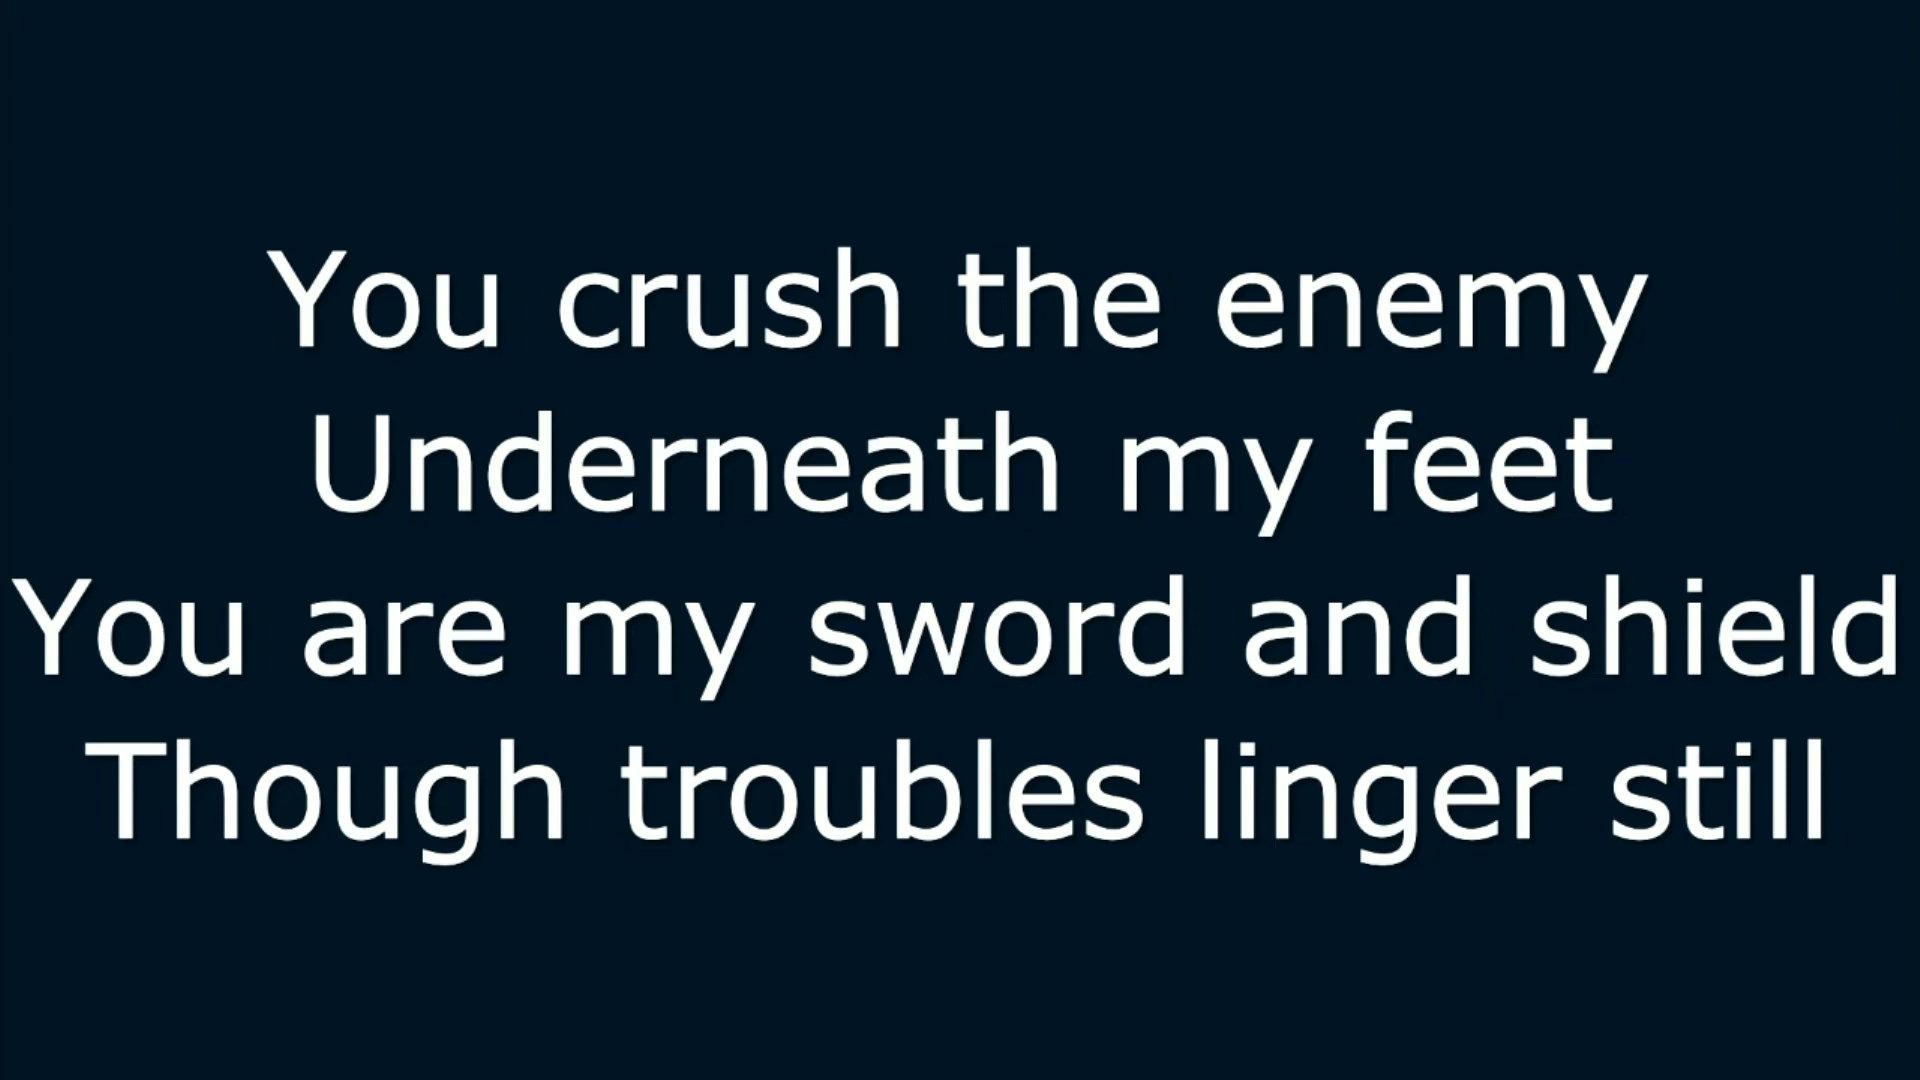 You crush the enemy
Underneath my feet
You are my sword and shield
Though troubles linger still